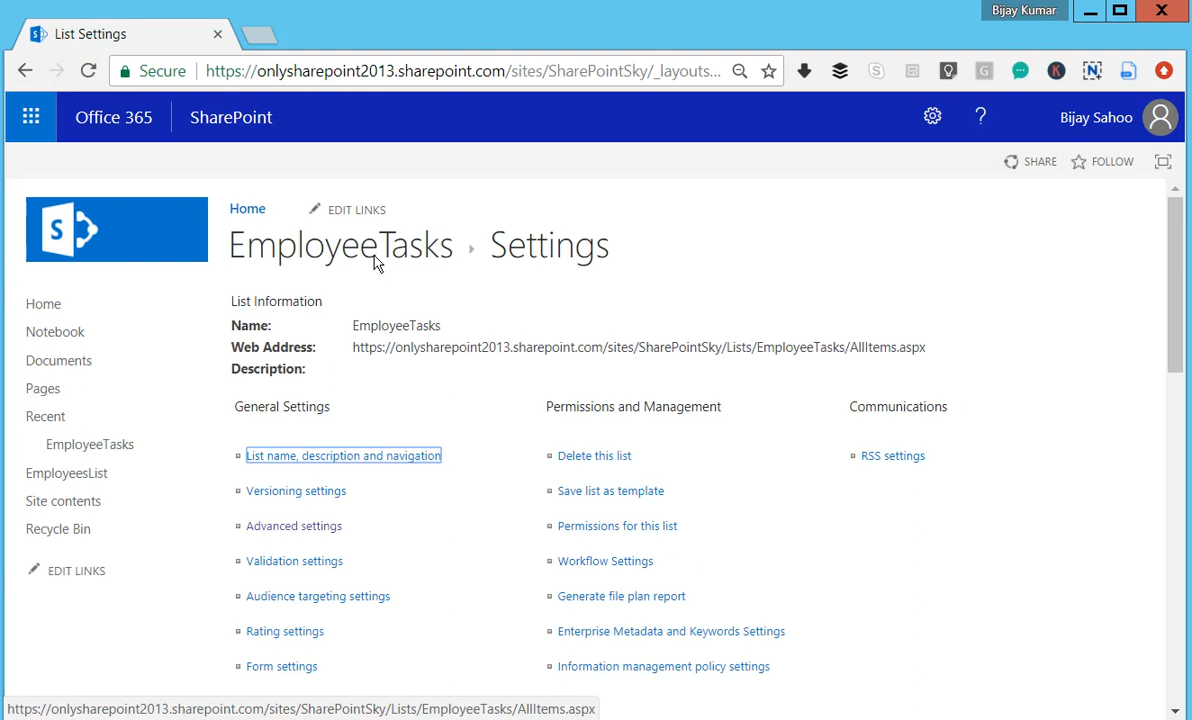 Bijay Kumar
List Settings
Secure https://onlysharepoint2013.sharepoint.com/sites/SharePointSky/_layouts...
Office 365 SharePoint Bijay Sahoo
SHARE FOLLOW
Home EDIT LINKS
EmployeeTasks Settings
List Information
Name: EmployeeTasks
Web Address: https://onlysharepoint2013.sharepoint.com/sites/SharePointSky/Lists/EmployeeTasks/AllItems.aspx
Description:
Home
Notebook
Documents
Pages
Recent
EmployeeTasks
EmployeesList
Site contents
Recycle Bin
EDIT LINKS
General Settings
List name, description and navigation
Versioning settings
Advanced settings
Validation settings
Audience targeting settings
Rating settings
Form settings
Permissions and Management
Delete this list
Save list as template
Permissions for this list
Workflow Settings
Generate file plan report
Enterprise Metadata and Keywords Settings
Information management policy settings
Communications
RSS settings
https://onlysharepoint2013.sharepoint.com/sites/SharePointSky/Lists/EmployeeTasks/AllItems.aspx